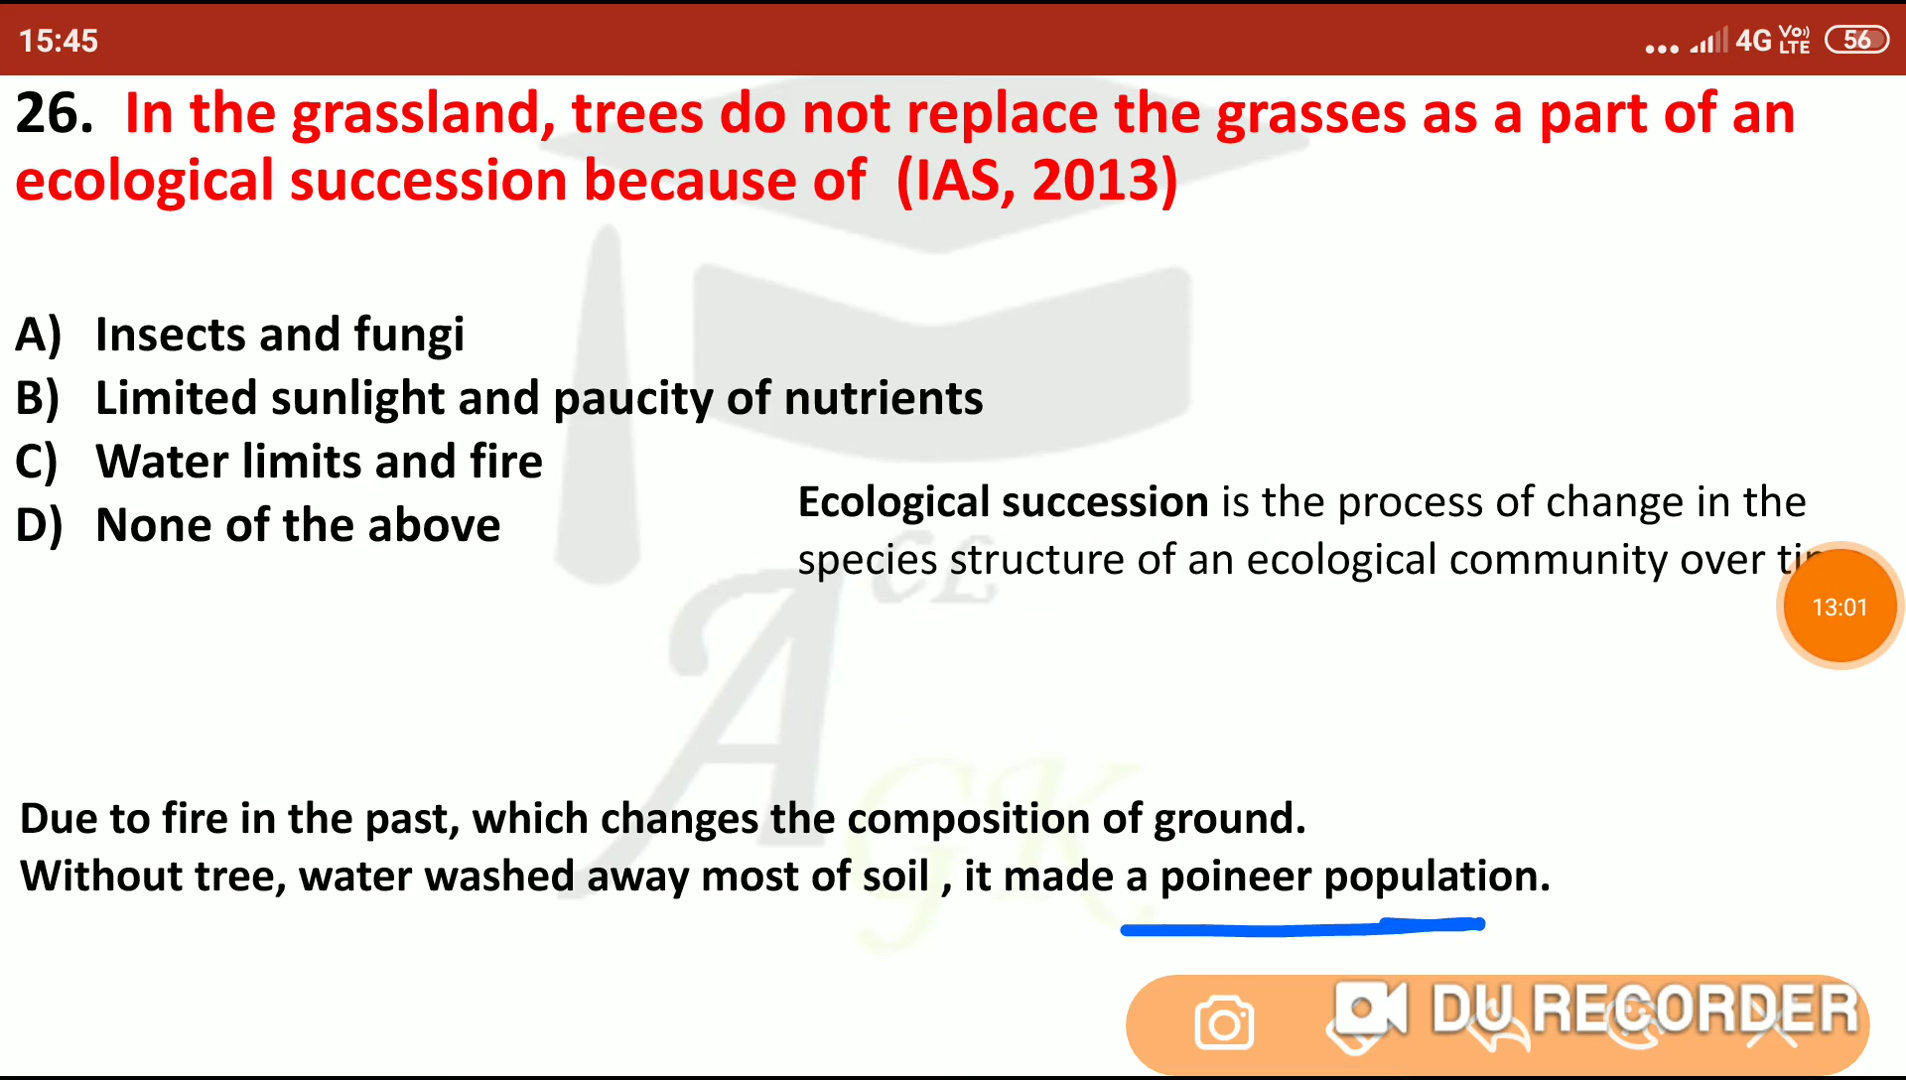 15:45
4G Vo)) LTE 56
26. In the grassland, trees do not replace the grasses as a part of an
ecological succession because of (IAS, 2013)
A) Insects and fungi
B) Limited sunlight and paucity of nutrients
C) Water limits and fire
D) None of the above
Ecological succession is the process of change in the
species structure of an ecological community over
13:01
CL
A
GK
Due to fire in the past, which changes the composition of ground.
Without tree, water washed away most of soil , it made a poineer population.
DU RECORDER